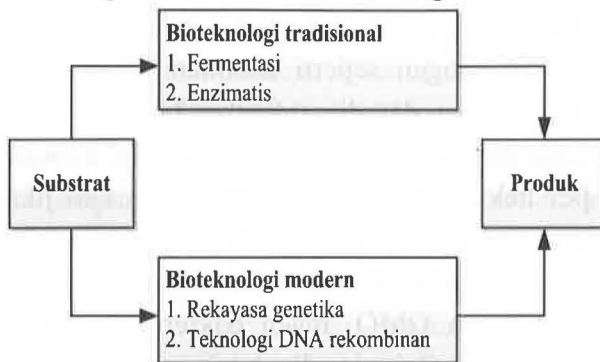 Bioteknologi tradisional
1. Fermentasi
2. Enzimatis
Substrat
Produk
Bioteknologi modern
1. Rekayasa genetika
2. Teknologi DNA rekombinan